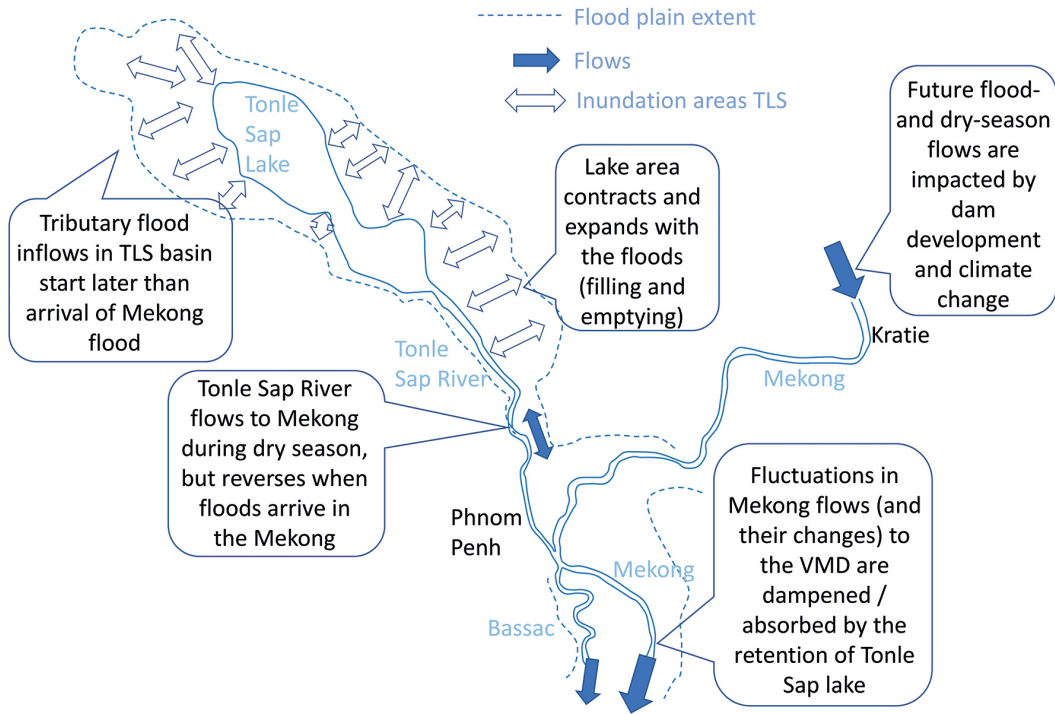 Flood plain extent
Flows
Inundation areas TLS
Tonle
Sap
Lake
Future flood-
and dry-season
flows are
impacted by
dam
development
and climate
change
Lake area
contracts and
expands with
the floods
(filling and
emptying)
Tributary flood
inflows in TLS basin
start later than
arrival of Mekong
flood
Kratie
Tonle
Sap River
Mekong
Tonle Sap River
flows to Mekong
during dry season,
but reverses when
floods arrive in
the Mekong
Fluctuations in
Mekong flows (and
their changes) to
the VMD are
dampened /
absorbed by the
retention of Tonle
Sap lake
Phnom
Penh
Mekong
Bassac